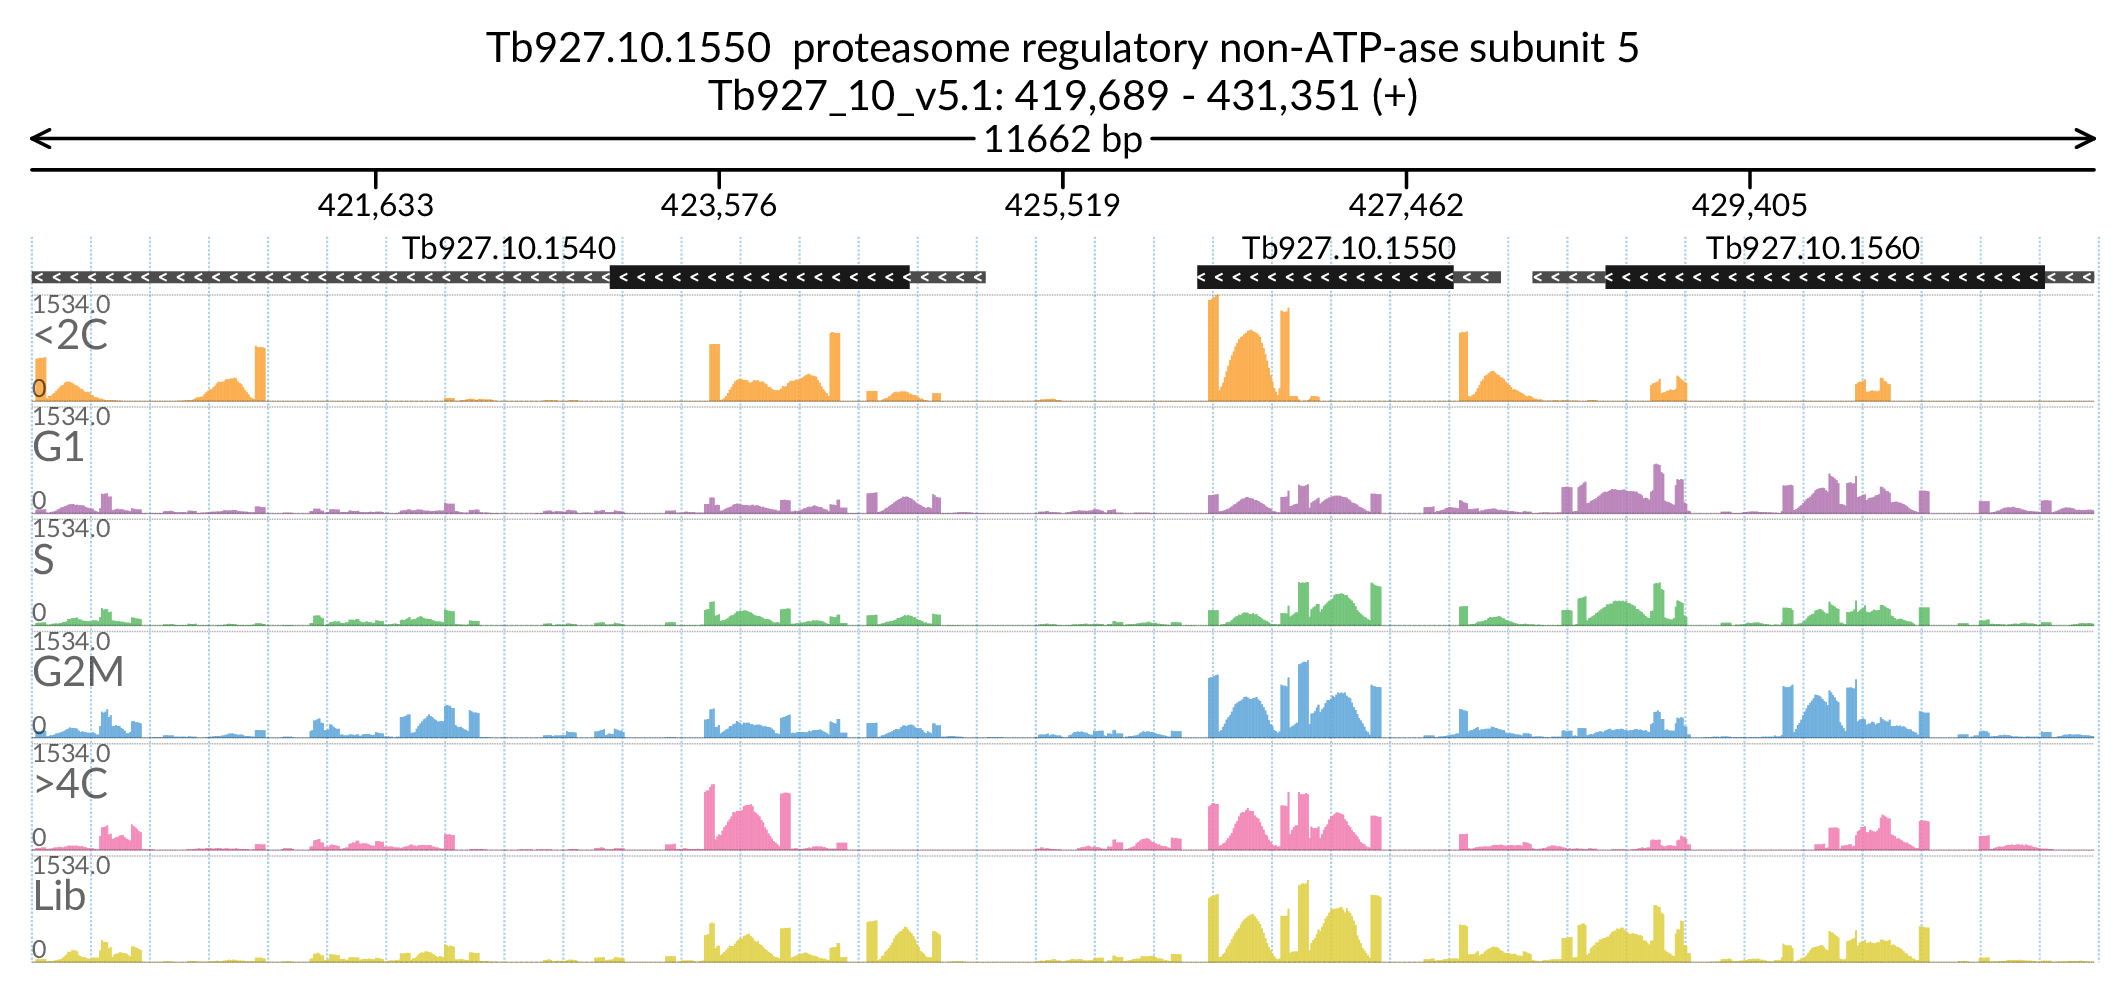 Tb927.10.1550  proteasome regulatory non-ATP-ase subunit 5
Tb927_10_v5.1: 419,689 - 431,351 (+)
11662 bp
421,633 423,576 425,519 427,462 429,405
Tb927.10.1540 Tb927.10.1550 Tb927.10.1560
1534.0
<2C
0
1534.0
G1
0
1534.0
S
0
1534.0
G2M
0
1534.0
>4C
0
1534.0
Lib
0